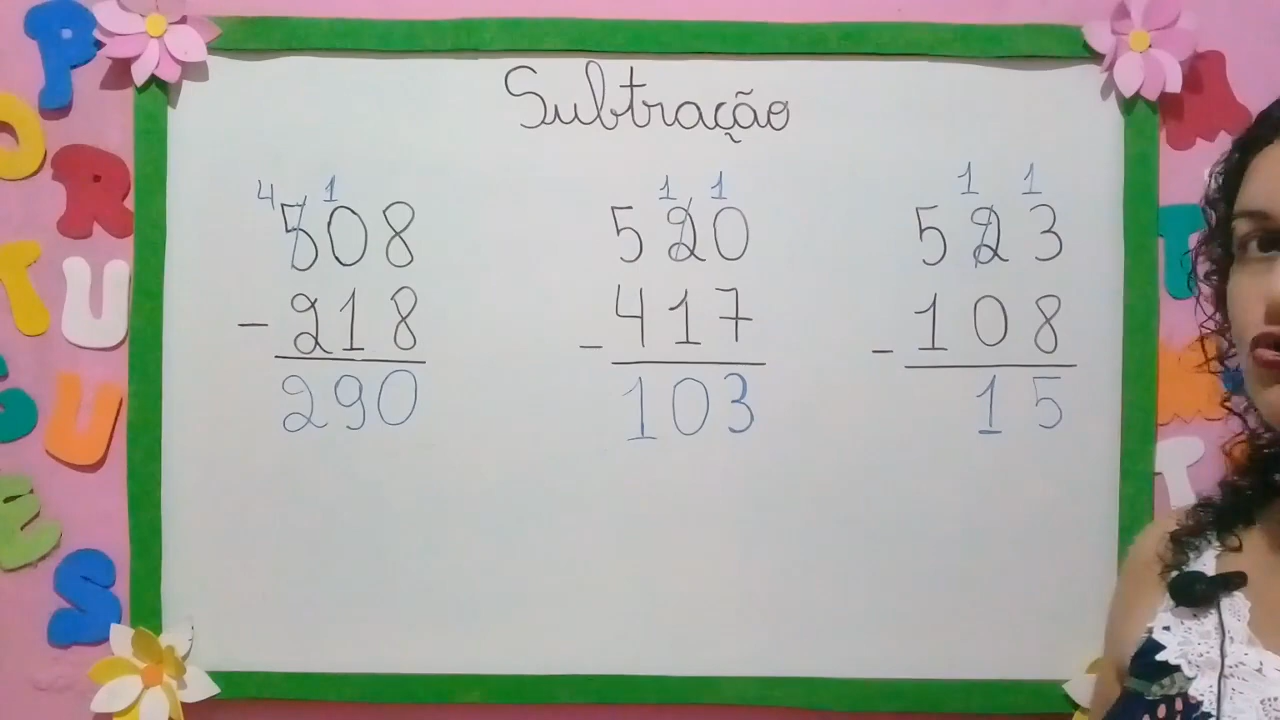 Subtração
4 1
508
- 218
290
1 1
520
- 417
103
1 1
523
- 108
15
P
O R
T U
G U
E S